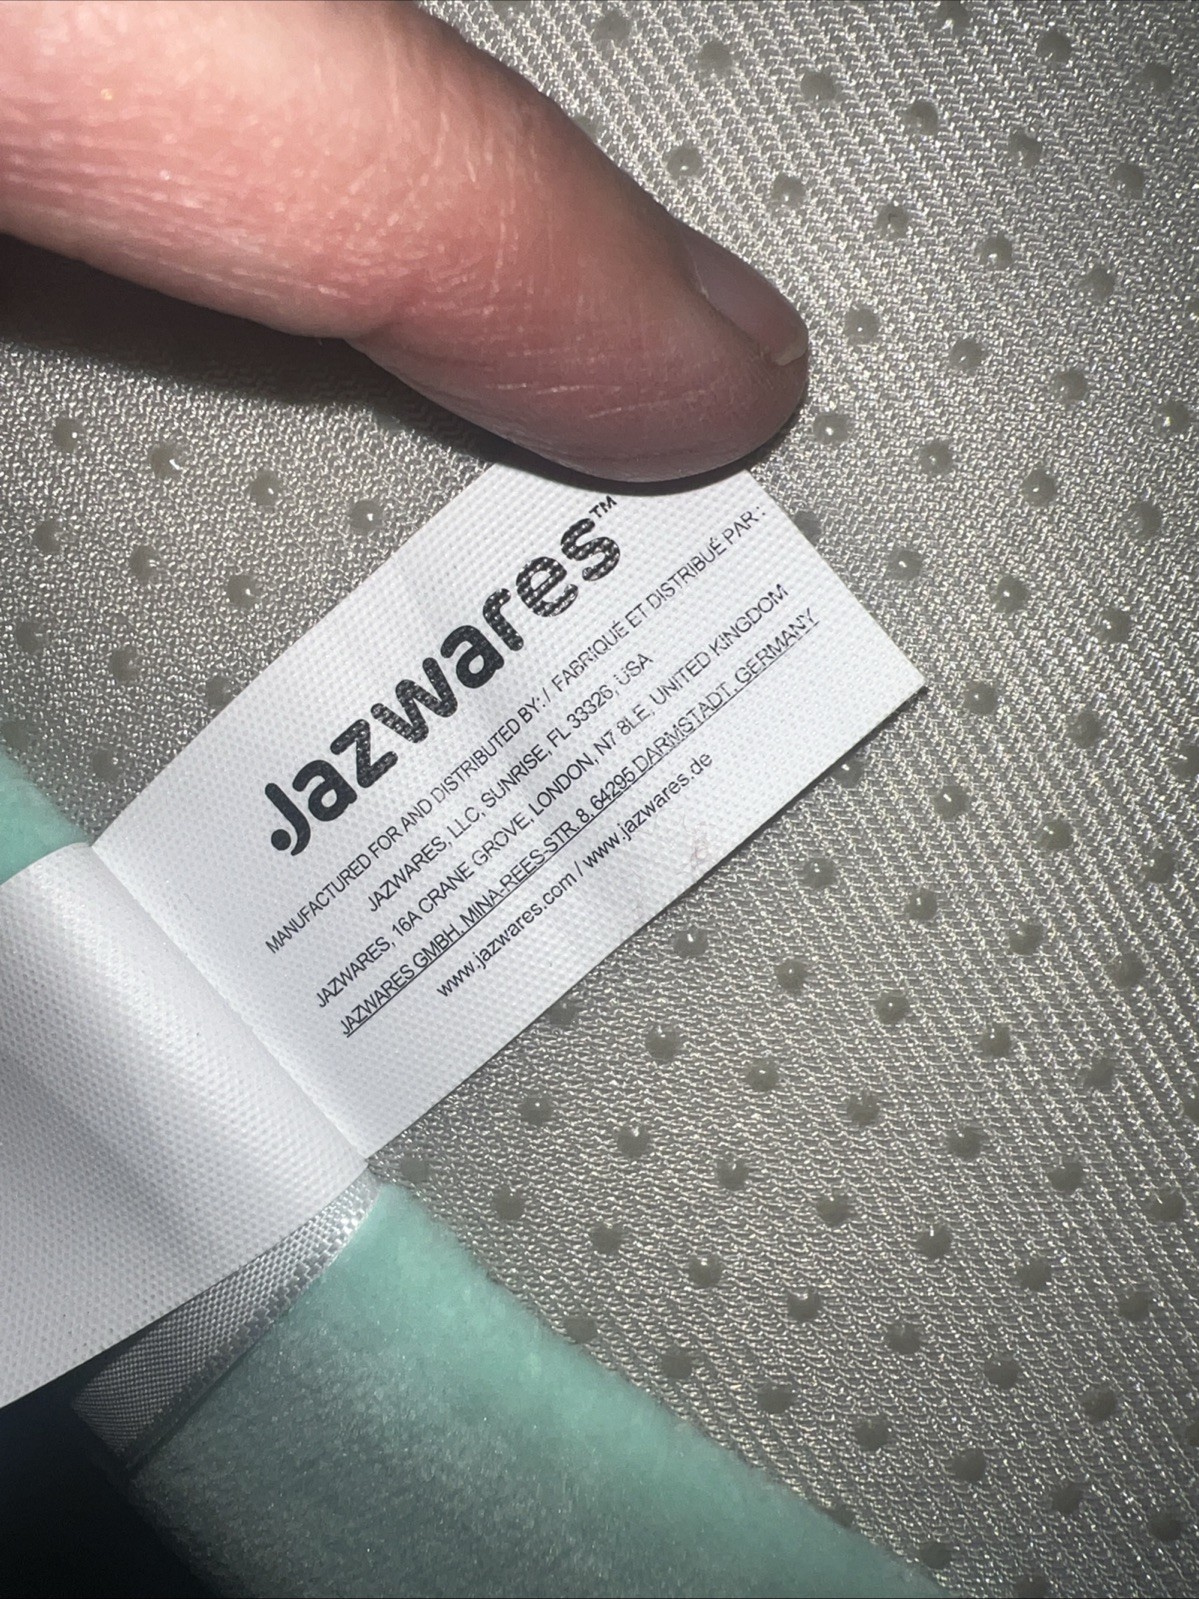 Jazwares™
MANUFACTURED FOR AND DISTRIBUTED BY: / FABRIQUÉ ET DISTRIBUÉ PAR :
JAZWARES, LLC, SUNRISE, FL 33326, USA
JAZWARES, 16A CRANE GROVE, LONDON, N7 8LE, UNITED KINGDOM
JAZWARES GMBH, MINA-REES-STR. 8, 64295 DARMSTADT, GERMANY
www.jazwares.com / www.jazwares.de